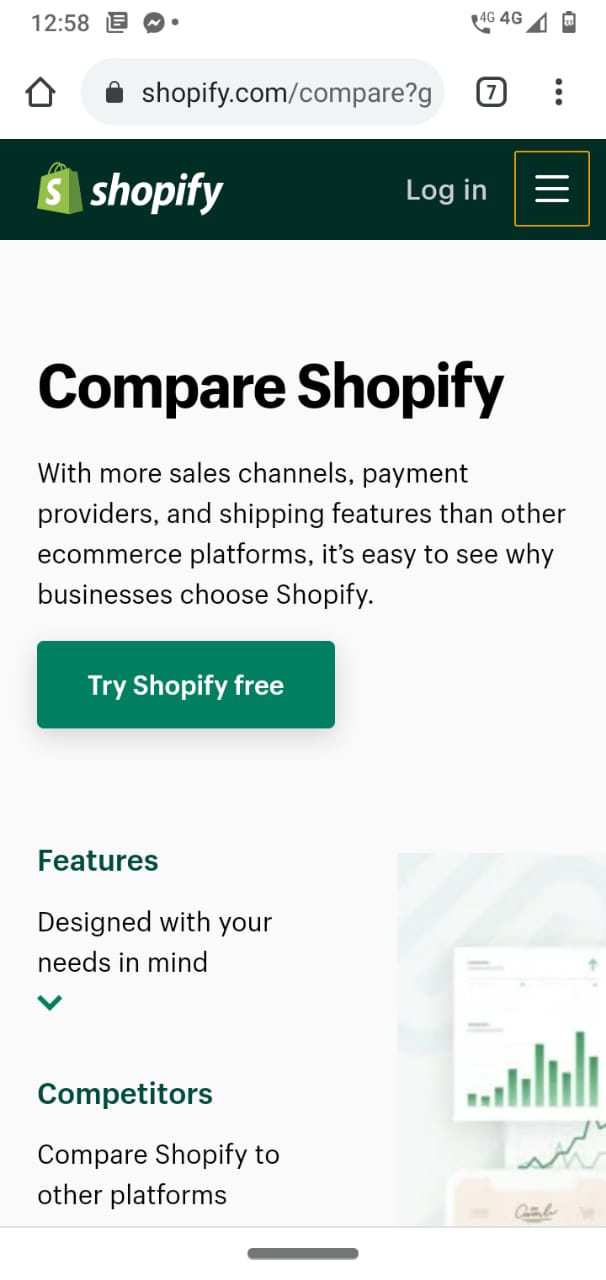 12:58
4G 4G
shopify.com/compare?g
7
shopify
Log in
Compare Shopify
With more sales channels, payment
providers, and shipping features than other
ecommerce platforms, it’s easy to see why
businesses choose Shopify.
Try Shopify free
Features
Designed with your
needs in mind
Competitors
Compare Shopify to
other platforms